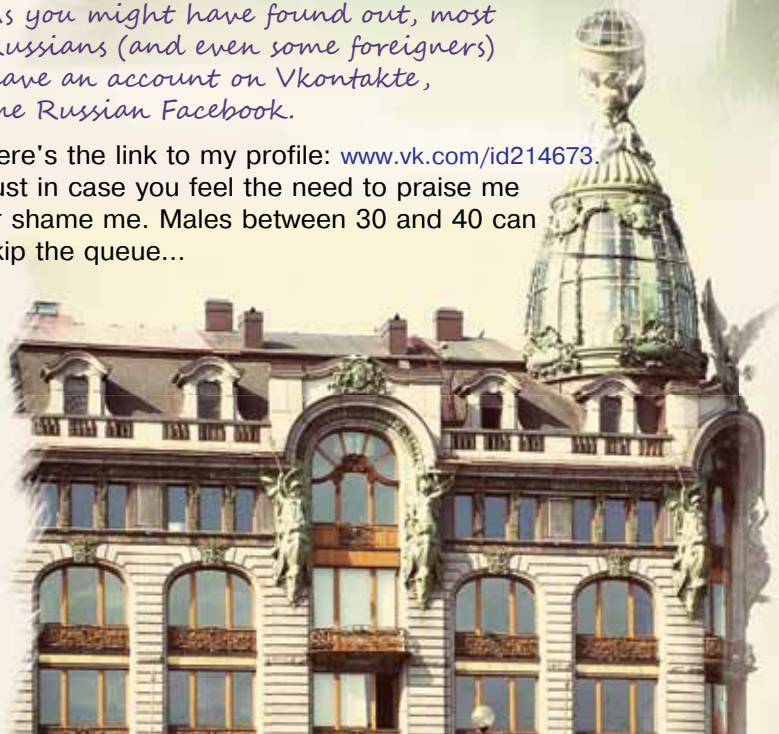 s you might have found out, most
ussians (and even some foreigners)
ave an account on Vkontakte,
he Russian Facebook.
ere's the link to my profile: www.vk.com/id214673.
ust in case you feel the need to praise me
r shame me. Males between 30 and 40 can
kip the queue...